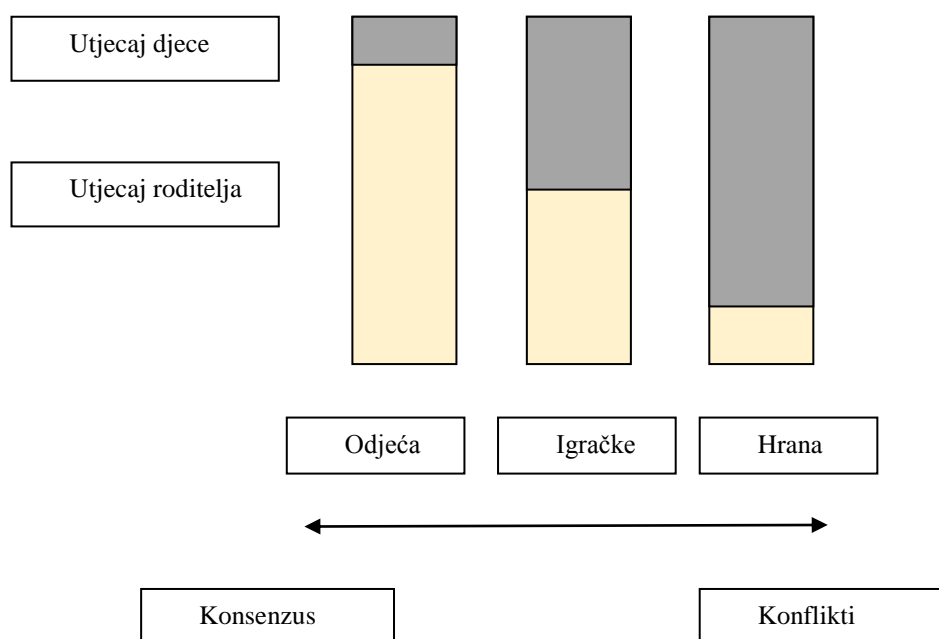 Utjecaj djece
Utjecaj roditelja
Odjeća
Igračke
Hrana
Konsenzus
Konflikti